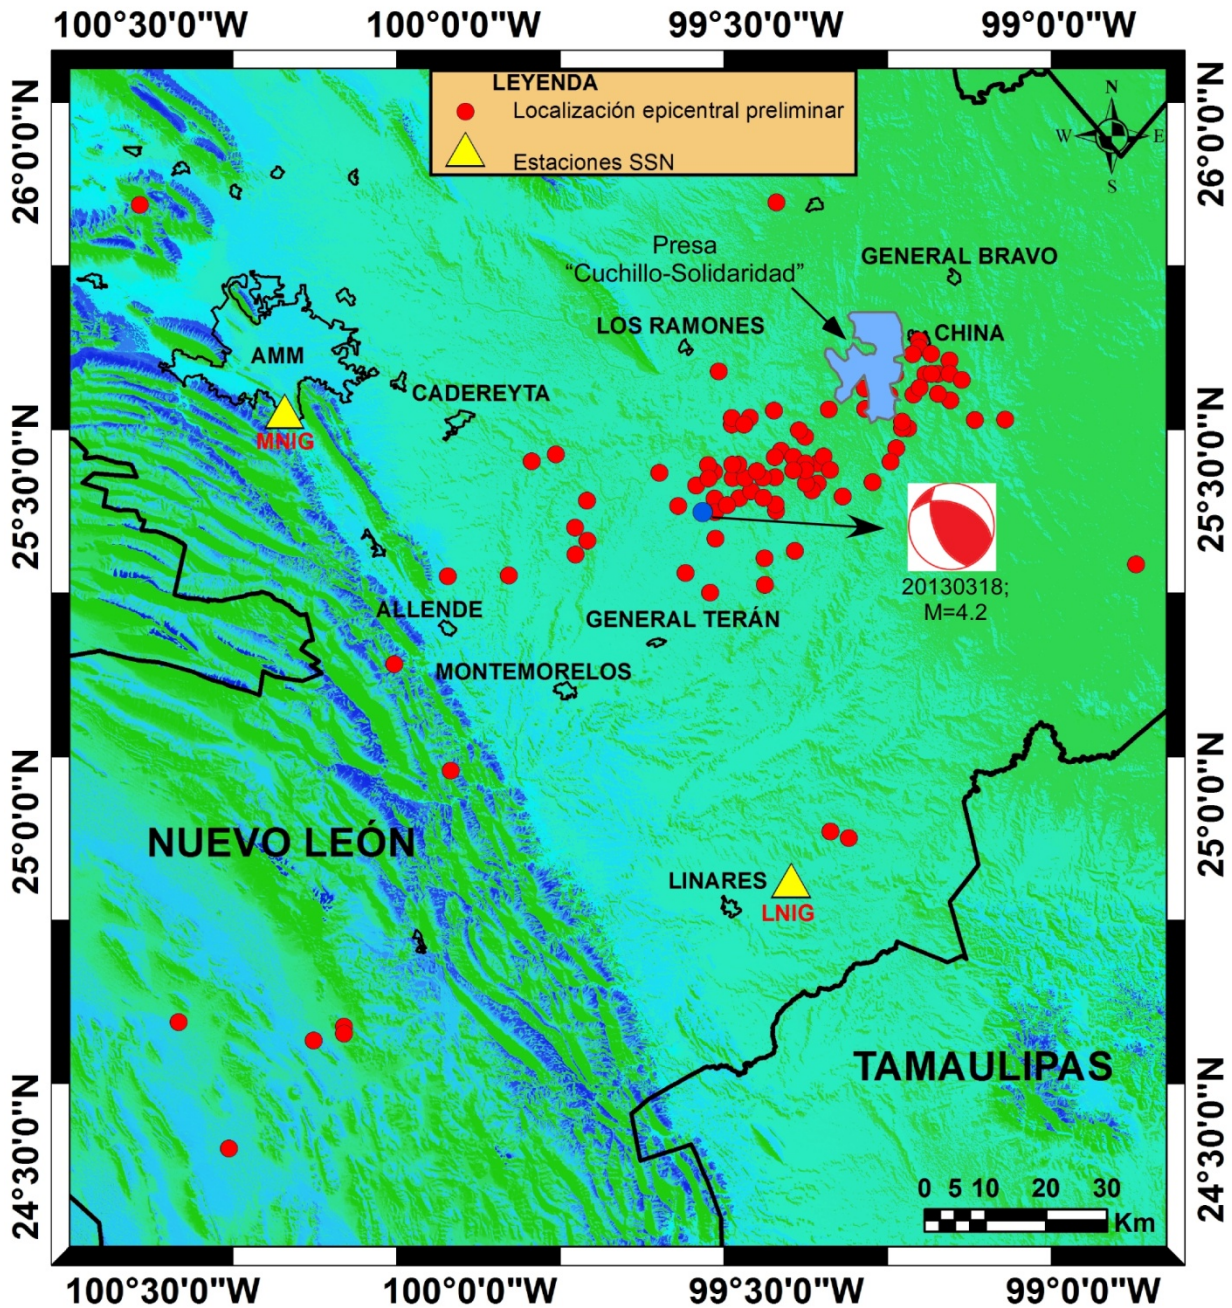 100°30'0"W 100°0'0"W 99°30'0"W 99°0'0"W
LEYENDA
Localización epicentral preliminar
Estaciones SSN
N
W E
S
26°0'0"N
26°0'0"N
Presa
“Cuchillo-Solidaridad”
GENERAL BRAVO
LOS RAMONES
CHINA
AMM
CADEREYTA
MNIG
25°30'0"N
25°30'0"N
20130318;
M=4.2
ALLENDE
GENERAL TERÁN
MONTEMORELOS
25°0'0"N
25°0'0"N
NUEVO LEÓN
LINARES
LNIG
TAMAULIPAS
24°30'0"N
24°30'0"N
0 5 10 20 30
Km
100°30'0"W 100°0'0"W 99°30'0"W 99°0'0"W